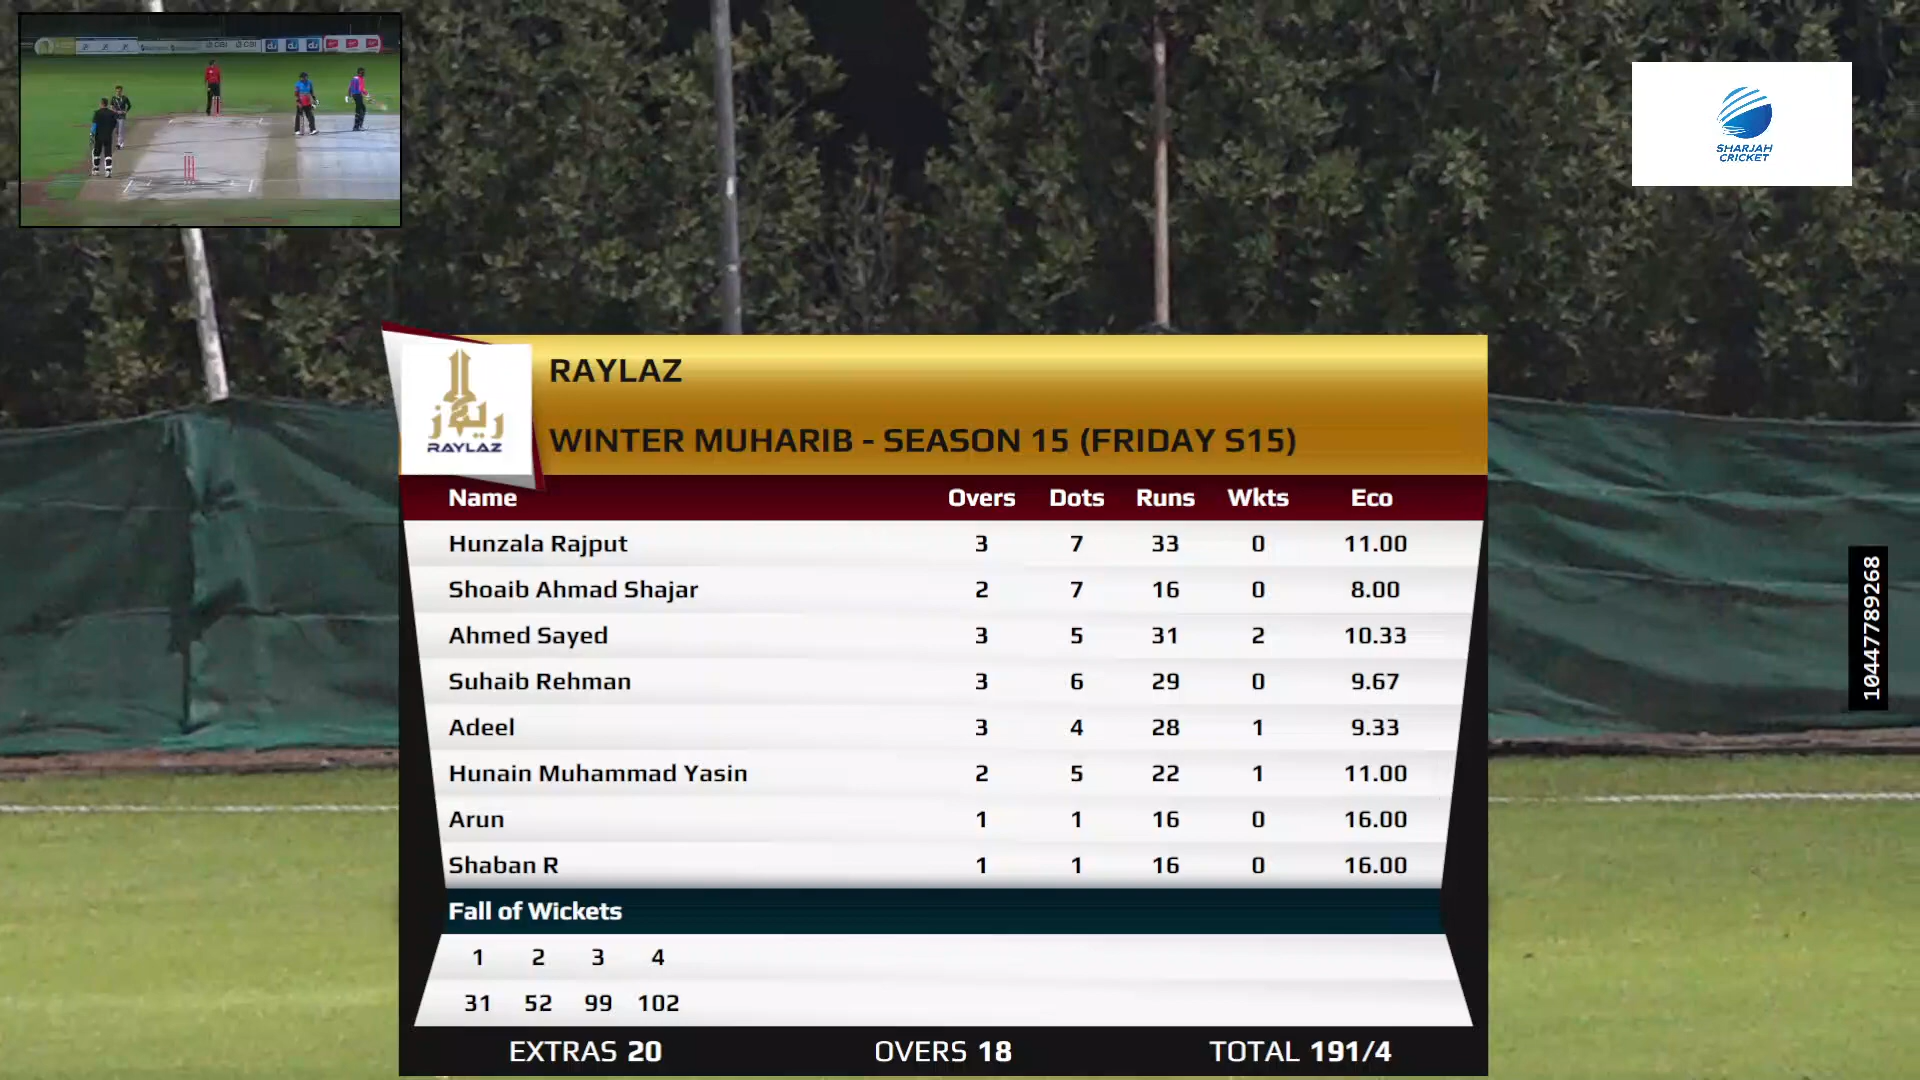 SHARJAH
CRICKET
RAYLAZ
WINTER MUHARIB - SEASON 15 (FRIDAY S15)
ريلاز
RAYLAZ
Name Overs Dots Runs Wkts Eco
Hunzala Rajput 3 7 33 0 11.00
Shoaib Ahmad Shajar 2 7 16 0 8.00
Ahmed Sayed 3 5 31 2 10.33
Suhaib Rehman 3 6 29 0 9.67
Adeel 3 4 28 1 9.33
Hunain Muhammad Yasin 2 5 22 1 11.00
Arun 1 1 16 0 16.00
Shaban R 1 1 16 0 16.00
Fall of Wickets
1 2 3 4
31 52 99 102
EXTRAS 20 OVERS 18 TOTAL 191/4
10447789268